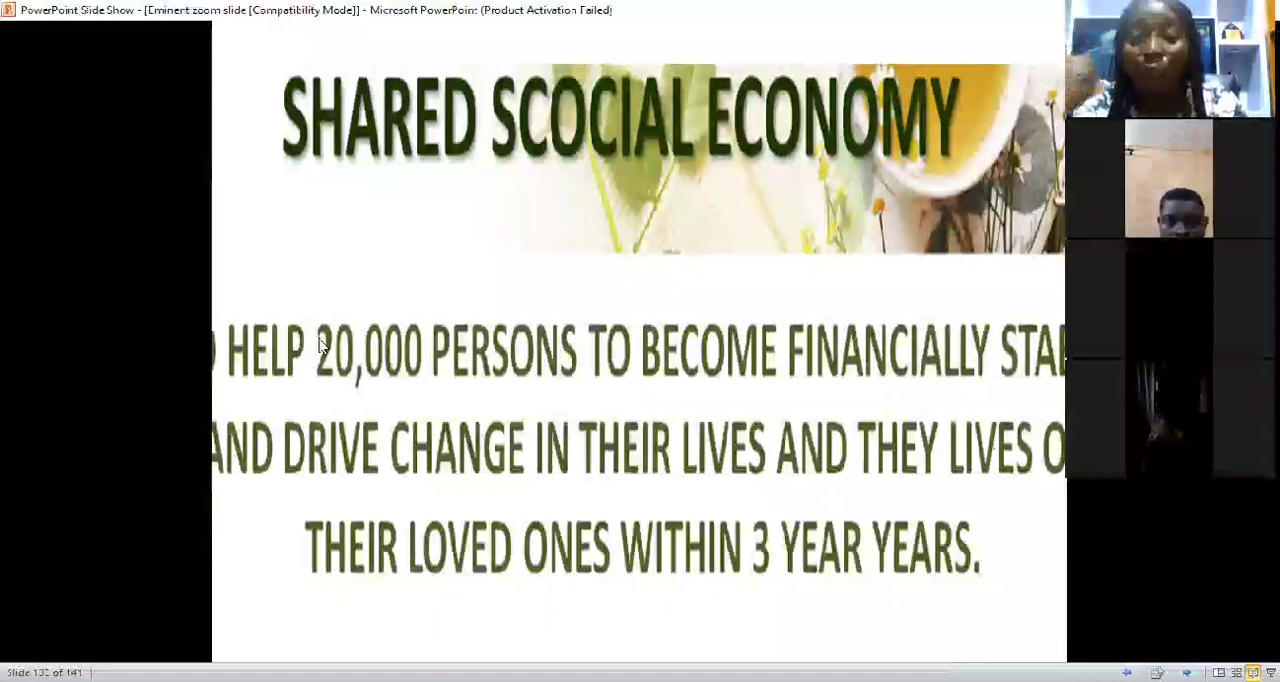 PowerPoint Slide Show - [Eminent zoom slide [Compatibility Mode]] - Microsoft PowerPoint (Product Activation Failed)
SHARED SCOCIAL ECONOMY
HELP 20,000 PERSONS TO BECOME FINANCIALLY
AND DRIVE CHANGE IN THEIR LIVES AND THEY LIVES
THEIR LOVED ONES WITHIN 3 YEAR YEARS.
Slide of 141